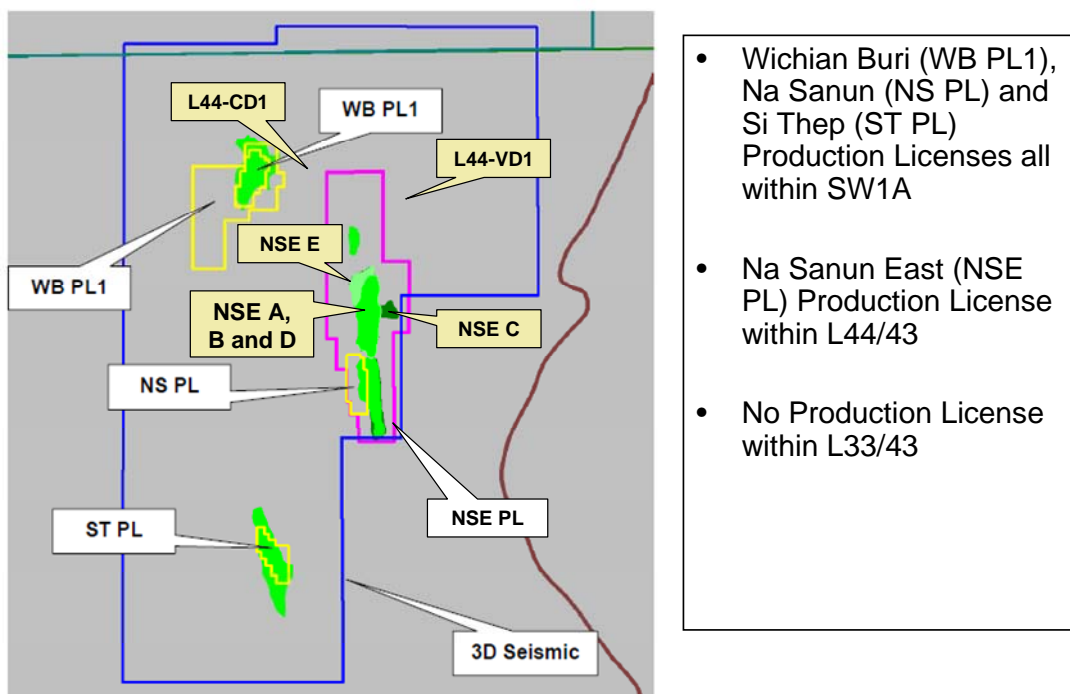 L44-CD1
WB PL1
L44-VD1
NSE E
WB PL1
NSE A,
B and D
NSE C
NS PL
NSE PL
ST PL
3D Seismic
• Wichian Buri (WB PL1),
Na Sanun (NS PL) and
Si Thep (ST PL)
Production Licenses all
within SW1A
• Na Sanun East (NSE
PL) Production License
within L44/43
• No Production License
within L33/43